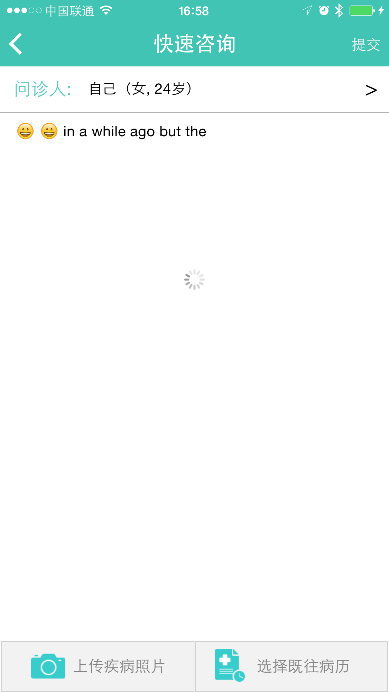 中国联通 16:58
快速咨询 提交
问诊人: 自己（女, 24岁） >
😀 😀 in a while ago but the
上传疾病照片 选择既往病历